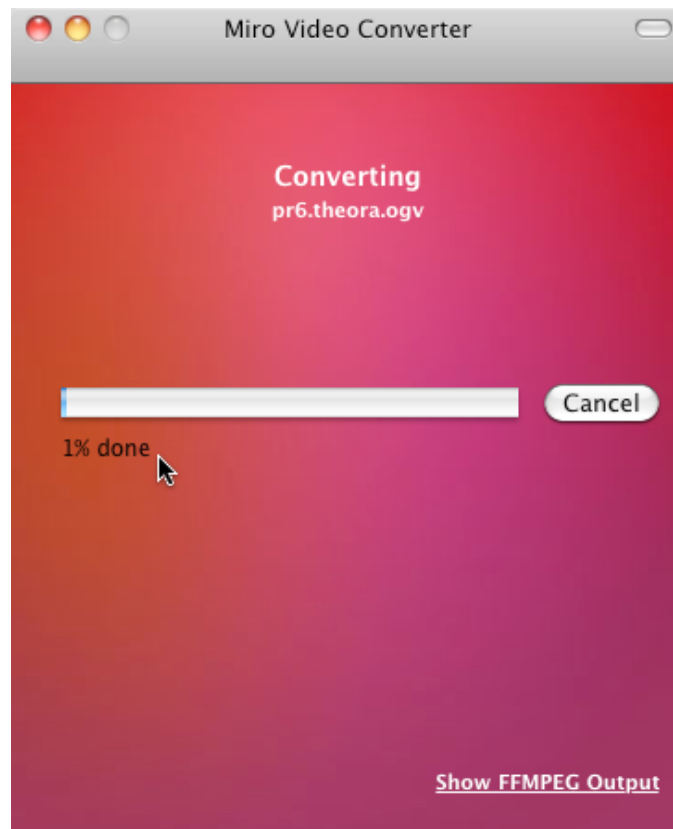 Miro Video Converter
Converting
pr6.theora.ogv
Cancel
1% done
Show FFMPEG Output